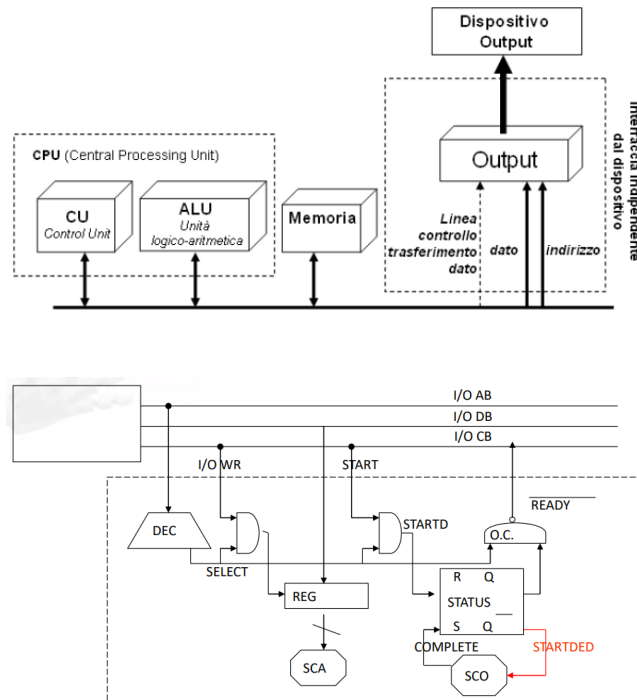 Dispositivo
Output
Interfaccia indipendente
dal dispositivo
CPU (Central Processing Unit)
CU
Control Unit
ALU
Unità
logico-aritmetica
Memoria
Output
Linea
controllo
trasferimento
dato
dato
indirizzo
I/O AB
I/O DB
I/O CB
I/O WR
START
READY
DEC
STARTD
O.C.
SELECT
REG
R Q
STATUS
S Q
COMPLETE
STARTDED
SCA
SCO